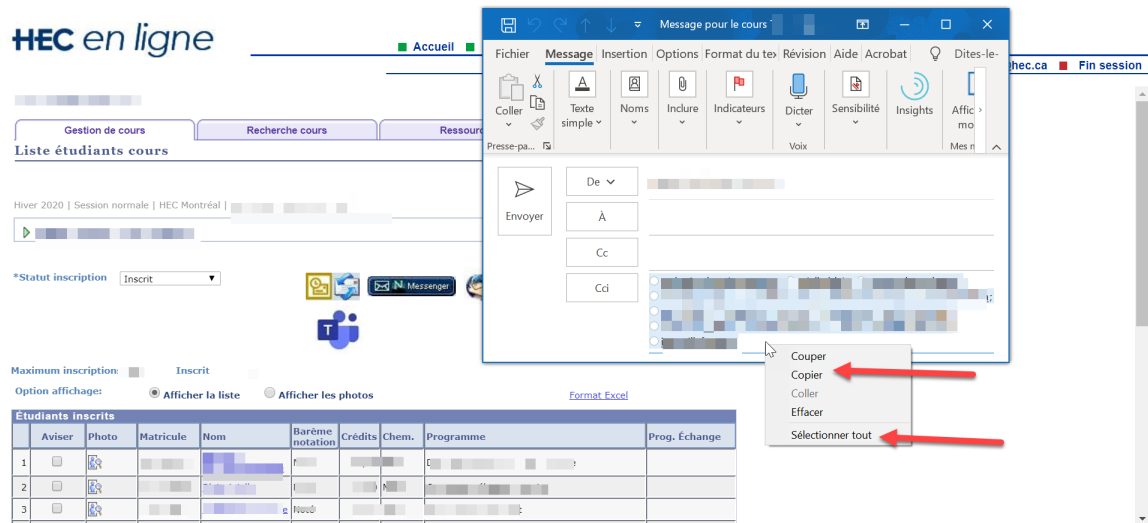 HEC en ligne
Accueil
hec.ca
Fin session
Gestion de cours
Recherche cours
Liste étudiants cours
Hiver 2020 | Session normale | HEC Montréal |
*Statut inscription
Inscrit
N Messenger
T
Maximum inscription:
Inscrit
Option affichage:
Afficher la liste
Afficher les photos
Format Excel
Étudiants inscrits
Aviser
Photo
Matricule
Nom
Barème notation
Crédits
Chem.
Programme
Prog. Échange
1
2
3
Message pour le cours
Fichier
Message
Insertion
Options
Format du te
Révision
Aide
Acrobat
Dites-le-
Coller
Texte simple
Noms
Inclure
Indicateurs
Dicter
Sensibilité
Insights
Presse-pa...
Voix
Envoyer
De
À
Cc
Cci
Couper
Copier
Coller
Effacer
Sélectionner tout